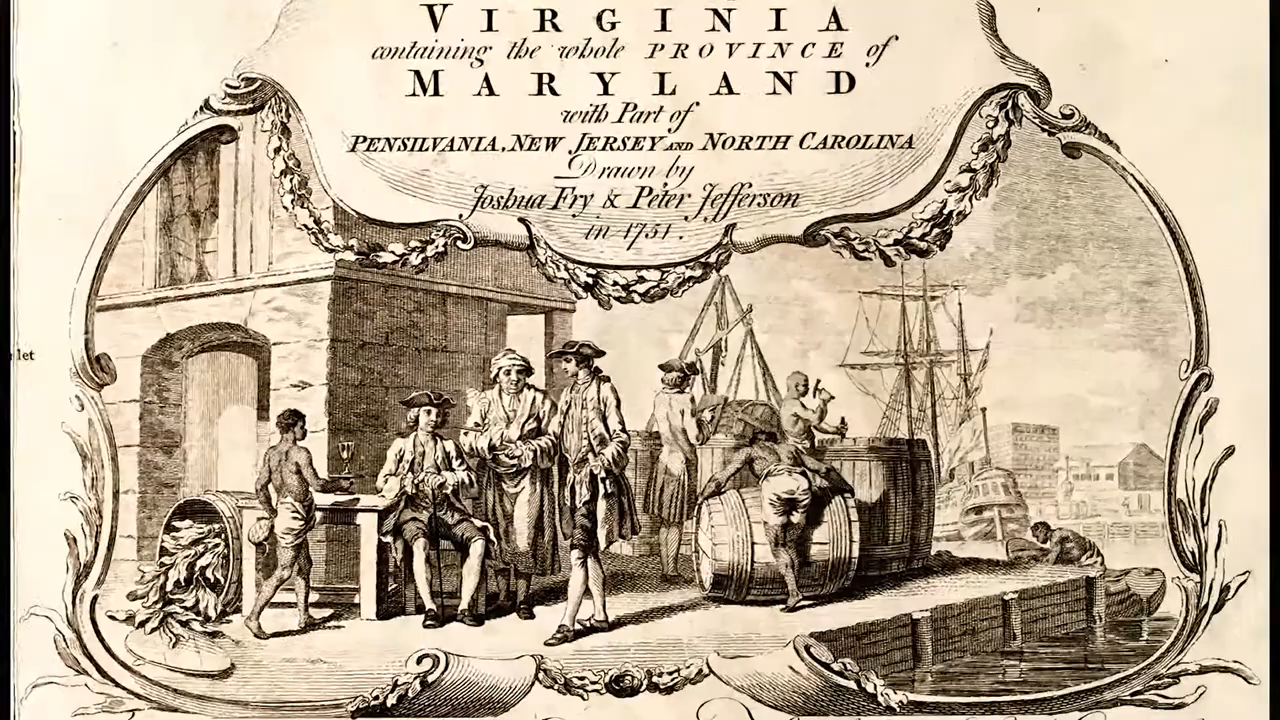 VIRGINIA
containing the whole PROVINCE of
MARYLAND
with Part of
PENSILVANIA, NEW JERSEY AND NORTH CAROLINA
Drawn by
Joshua Fry & Peter Jefferson
in 1751.
let